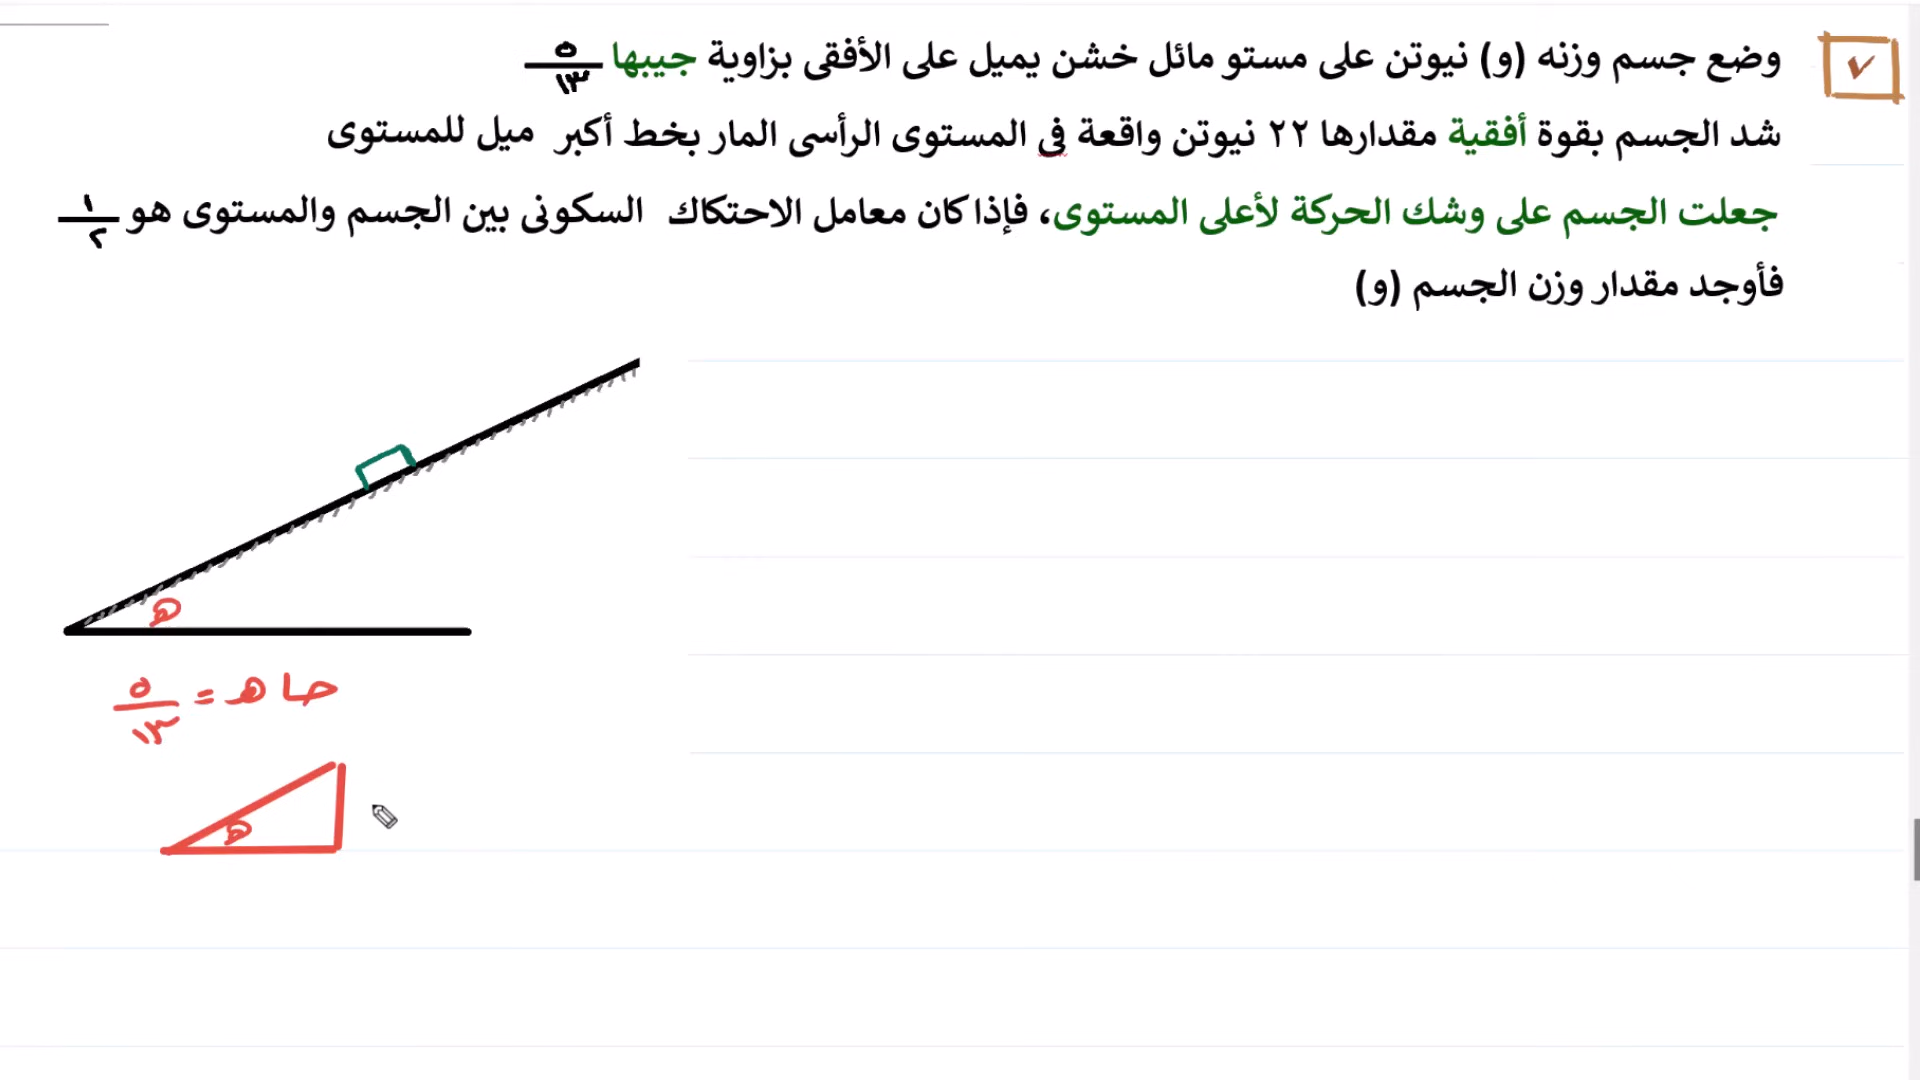 وضع جسم وزنه (و) نيوتن على مستو مائل خشن يميل على الأفقى بزاوية جيبها ٥/١٣
شد الجسم بقوة أفقية مقدارها ٢٢ نيوتن واقعة فى المستوى الرأسى المار بخط أكبر ميل للمستوى
جعلت الجسم على وشك الحركة لأعلى المستوى، فإذا كان معامل الاحتكاك السكونى بين الجسم والمستوى هو ١/٢
فأوجد مقدار وزن الجسم (و)
هـ
حا هـ = ٥/١٣
هـ